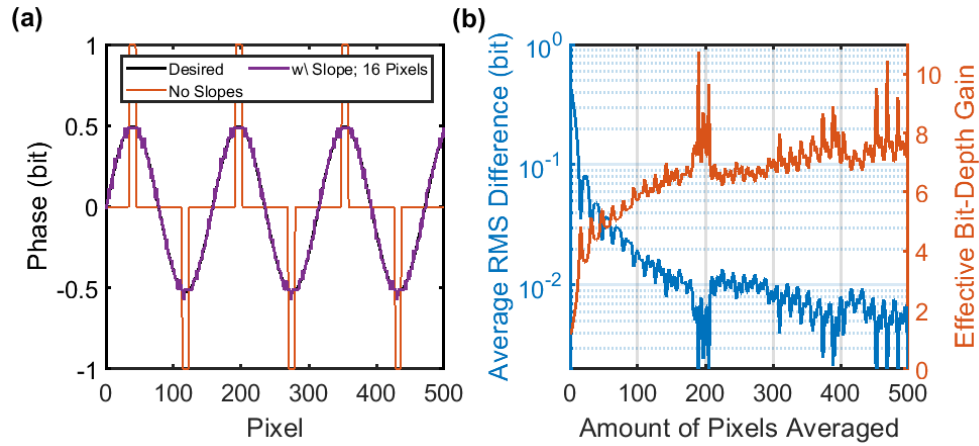 (a)
1
0.5
0
-0.5
-1
Phase (bit)
Desired
w\ Slope; 16 Pixels
No Slopes
0 100 200 300 400 500
Pixel
(b)
10^0
10^-1
10^-2
Average RMS Difference (bit)
10
8
6
4
2
0
Effective Bit-Depth Gain
0 100 200 300 400 500
Amount of Pixels Averaged